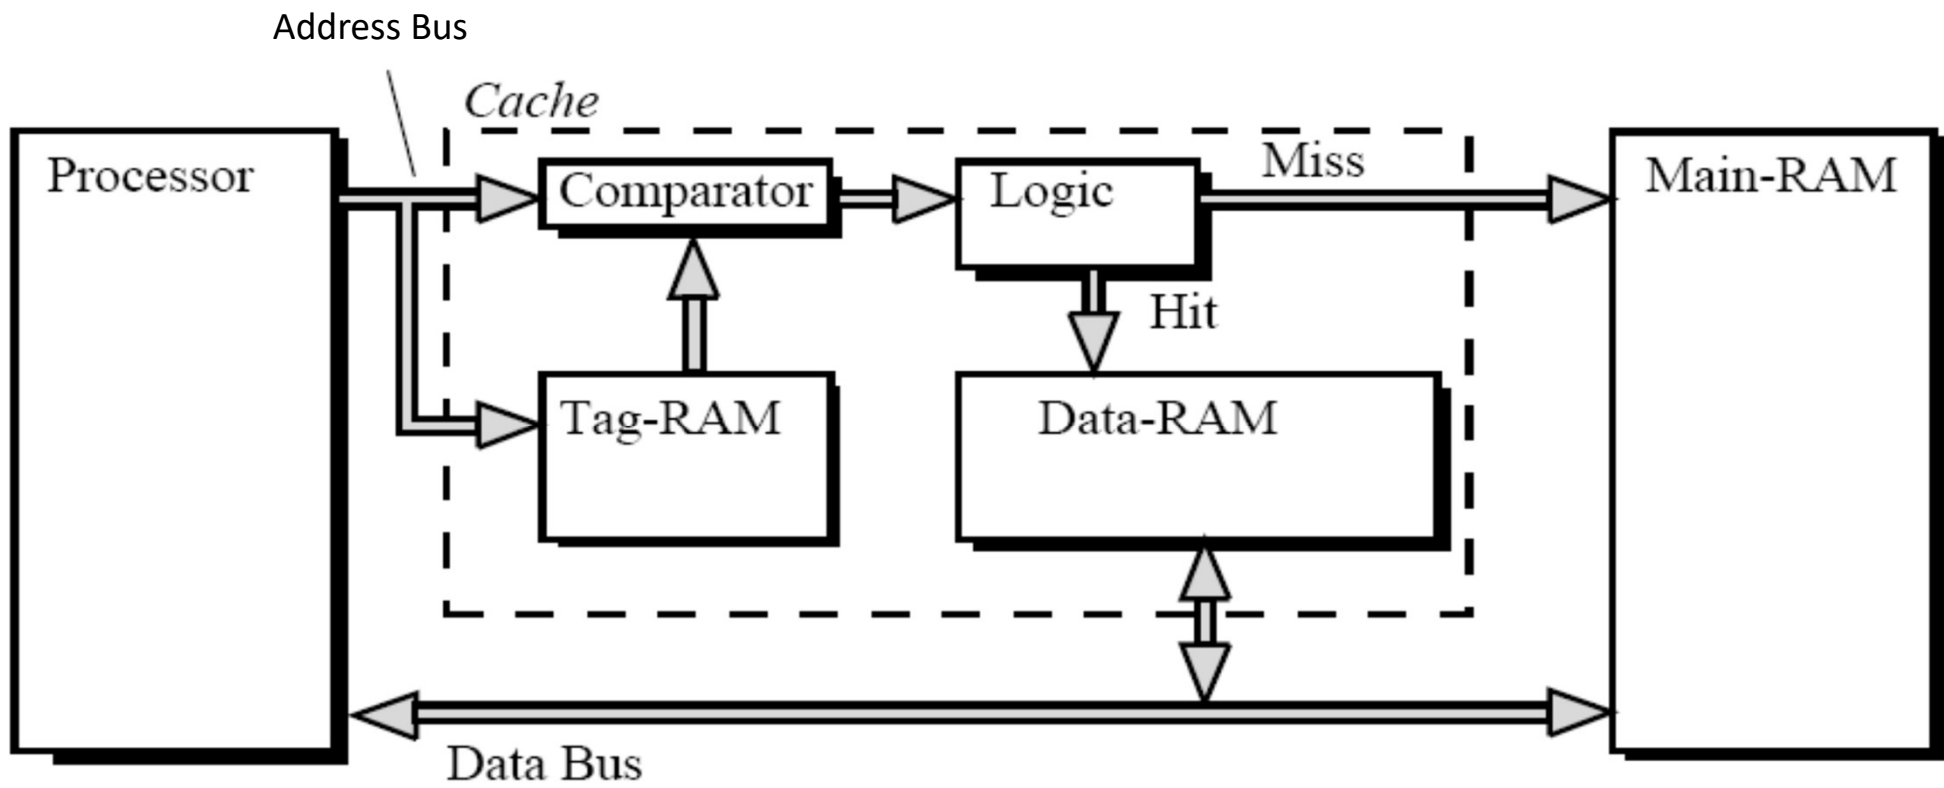 Address Bus
Cache
Processor
Comparator
Logic
Miss
Main-RAM
Hit
Tag-RAM
Data-RAM
Data Bus